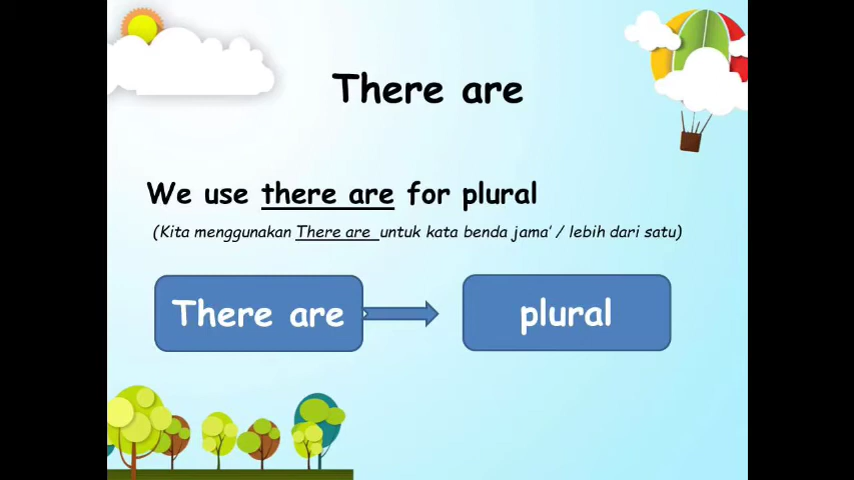 There are
We use there are for plural
(Kita menggunakan There are untuk kata benda jama' / lebih dari satu)
There are
plural